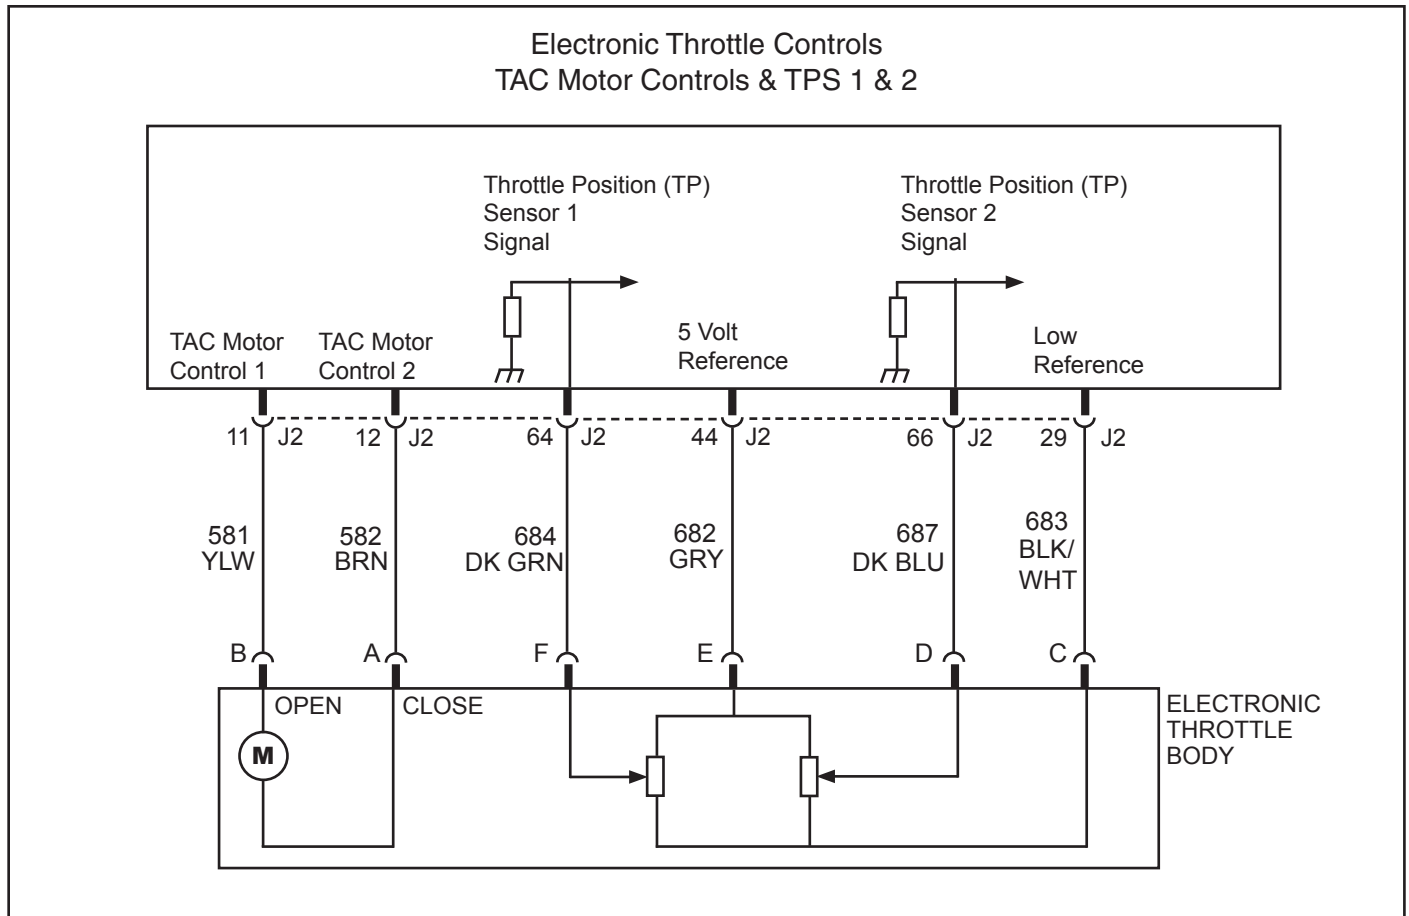 Electronic Throttle Controls
TAC Motor Controls & TPS 1 & 2
Throttle Position (TP)
Sensor 1
Signal
Throttle Position (TP)
Sensor 2
Signal
TAC Motor
Control 1
TAC Motor
Control 2
5 Volt
Reference
Low
Reference
11 J2
12 J2
64 J2
44 J2
66 J2
29 J2
581
YLW
582
BRN
684
DK GRN
682
GRY
687
DK BLU
683
BLK/
WHT
B
A
F
E
D
C
OPEN
CLOSE
M
ELECTRONIC
THROTTLE
BODY